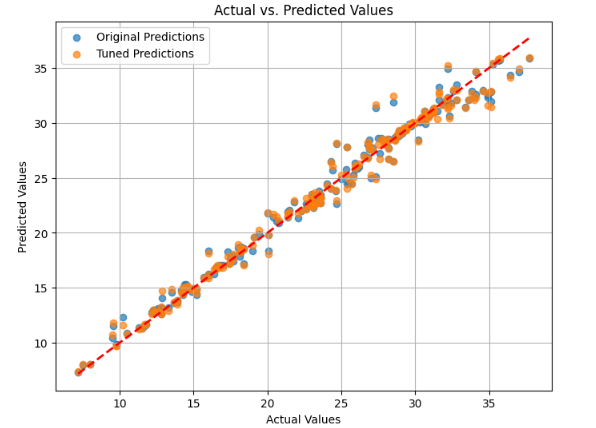 Actual vs. Predicted Values
Original Predictions
Tuned Predictions
35
30
25
20
15
10
Predicted Values
10
15
20
25
30
35
Actual Values